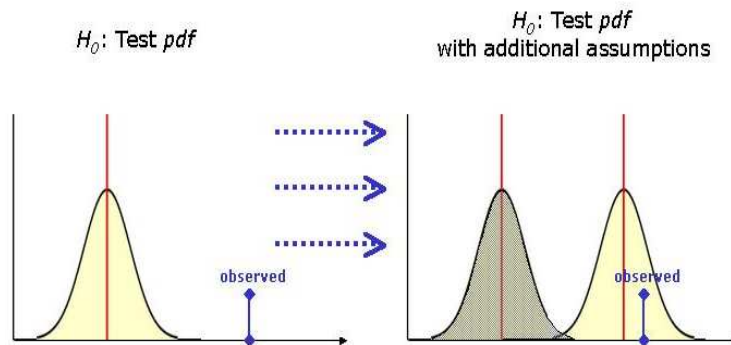 H₀: Test pdf
H₀: Test pdf
with additional assumptions
observed
observed